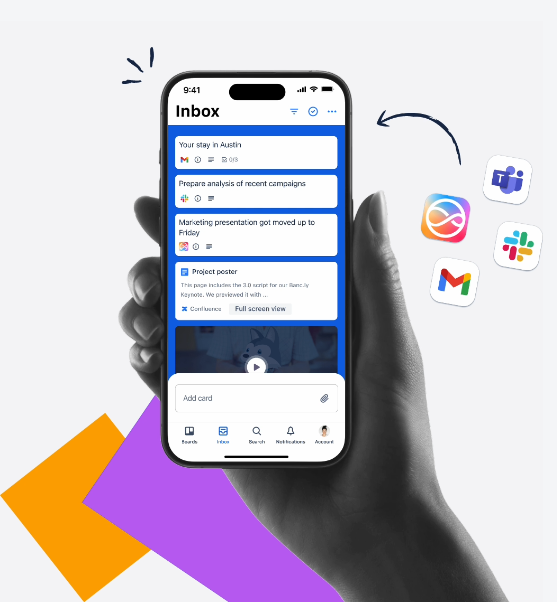 9:41
Inbox
Your stay in Austin
0/3
Prepare analysis of recent campaigns
Marketing presentation got moved up to
Friday
Project poster
This page includes the 3.0 script for our Banc.ly
Keynote. We previewed it with ...
Confluence Full screen view
Add card
Boards Inbox Search Notifications Account